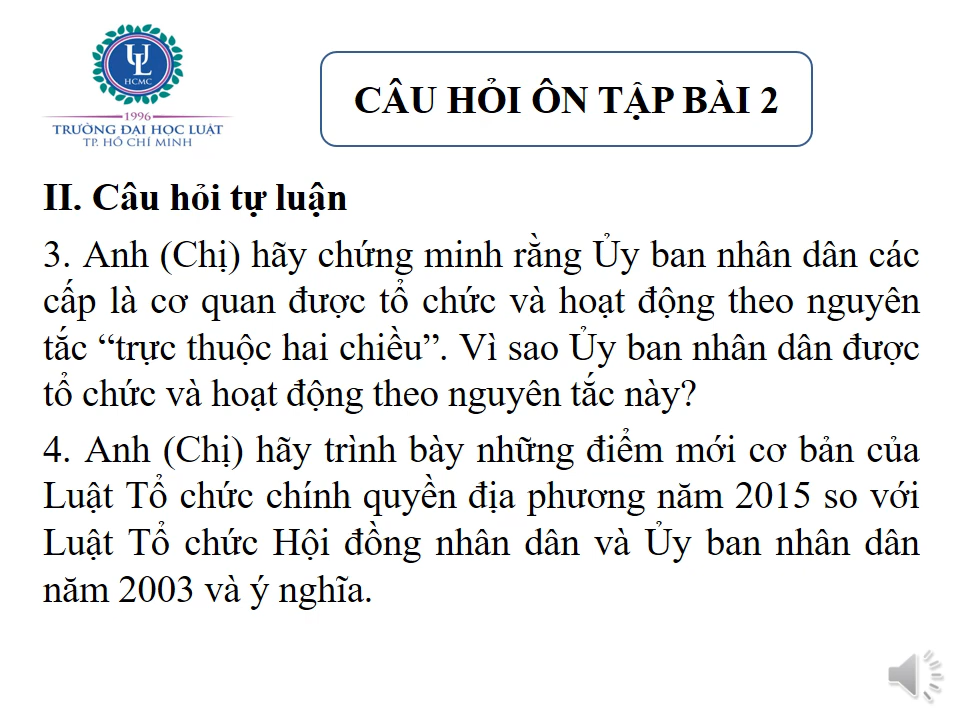 UL
HCMC
1996
TRƯỜNG ĐẠI HỌC LUẬT
TP. HỒ CHÍ MINH
CÂU HỎI ÔN TẬP BÀI 2
II. Câu hỏi tự luận
3. Anh (Chị) hãy chứng minh rằng Ủy ban nhân dân các
cấp là cơ quan được tổ chức và hoạt động theo nguyên
tắc “trực thuộc hai chiều”. Vì sao Ủy ban nhân dân được
tổ chức và hoạt động theo nguyên tắc này?
4. Anh (Chị) hãy trình bày những điểm mới cơ bản của
Luật Tổ chức chính quyền địa phương năm 2015 so với
Luật Tổ chức Hội đồng nhân dân và Ủy ban nhân dân
năm 2003 và ý nghĩa.